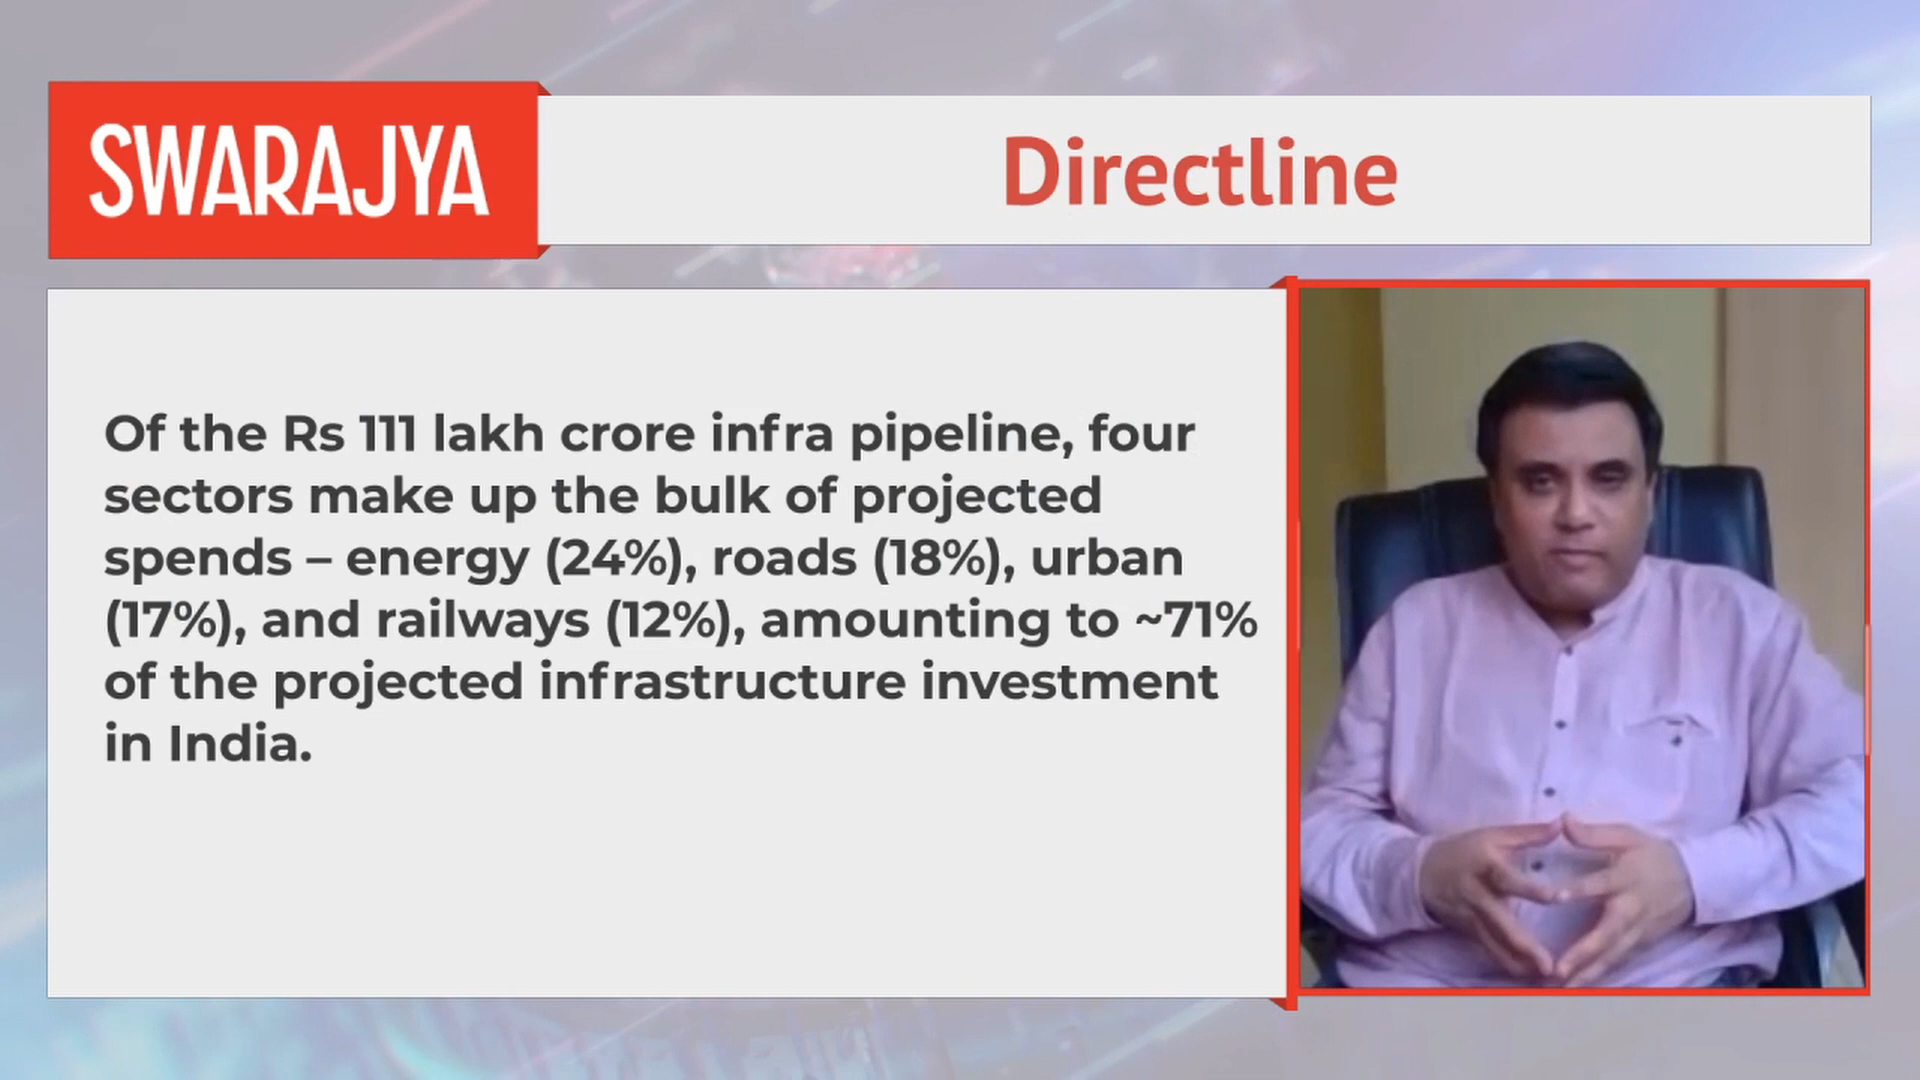 SWARAJYA
Directline
Of the Rs 111 lakh crore infra pipeline, four
sectors make up the bulk of projected
spends – energy (24%), roads (18%), urban
(17%), and railways (12%), amounting to ~71%
of the projected infrastructure investment
in India.